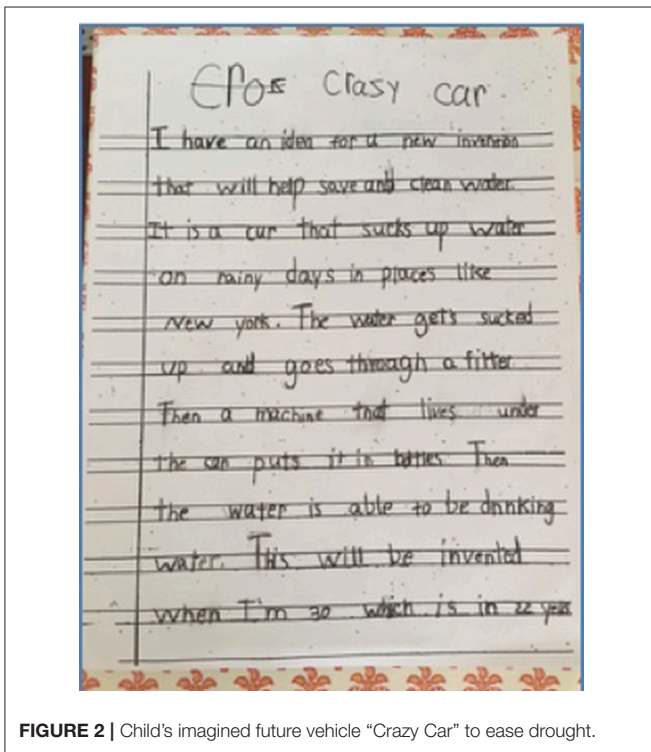 Crasy car
I have an idea for a new invention
that will help save and clean water.
It is a car that sucks up water
on rainy days in places like
New york. The water gets sucked
up and goes through a filter
Then a machine that lives under
the car puts it in bottles Then
the water is able to be drinking
water. This will be invented
when I'm 30 which is in 22 years
FIGURE 2 | Child's imagined future vehicle “Crazy Car” to ease drought.